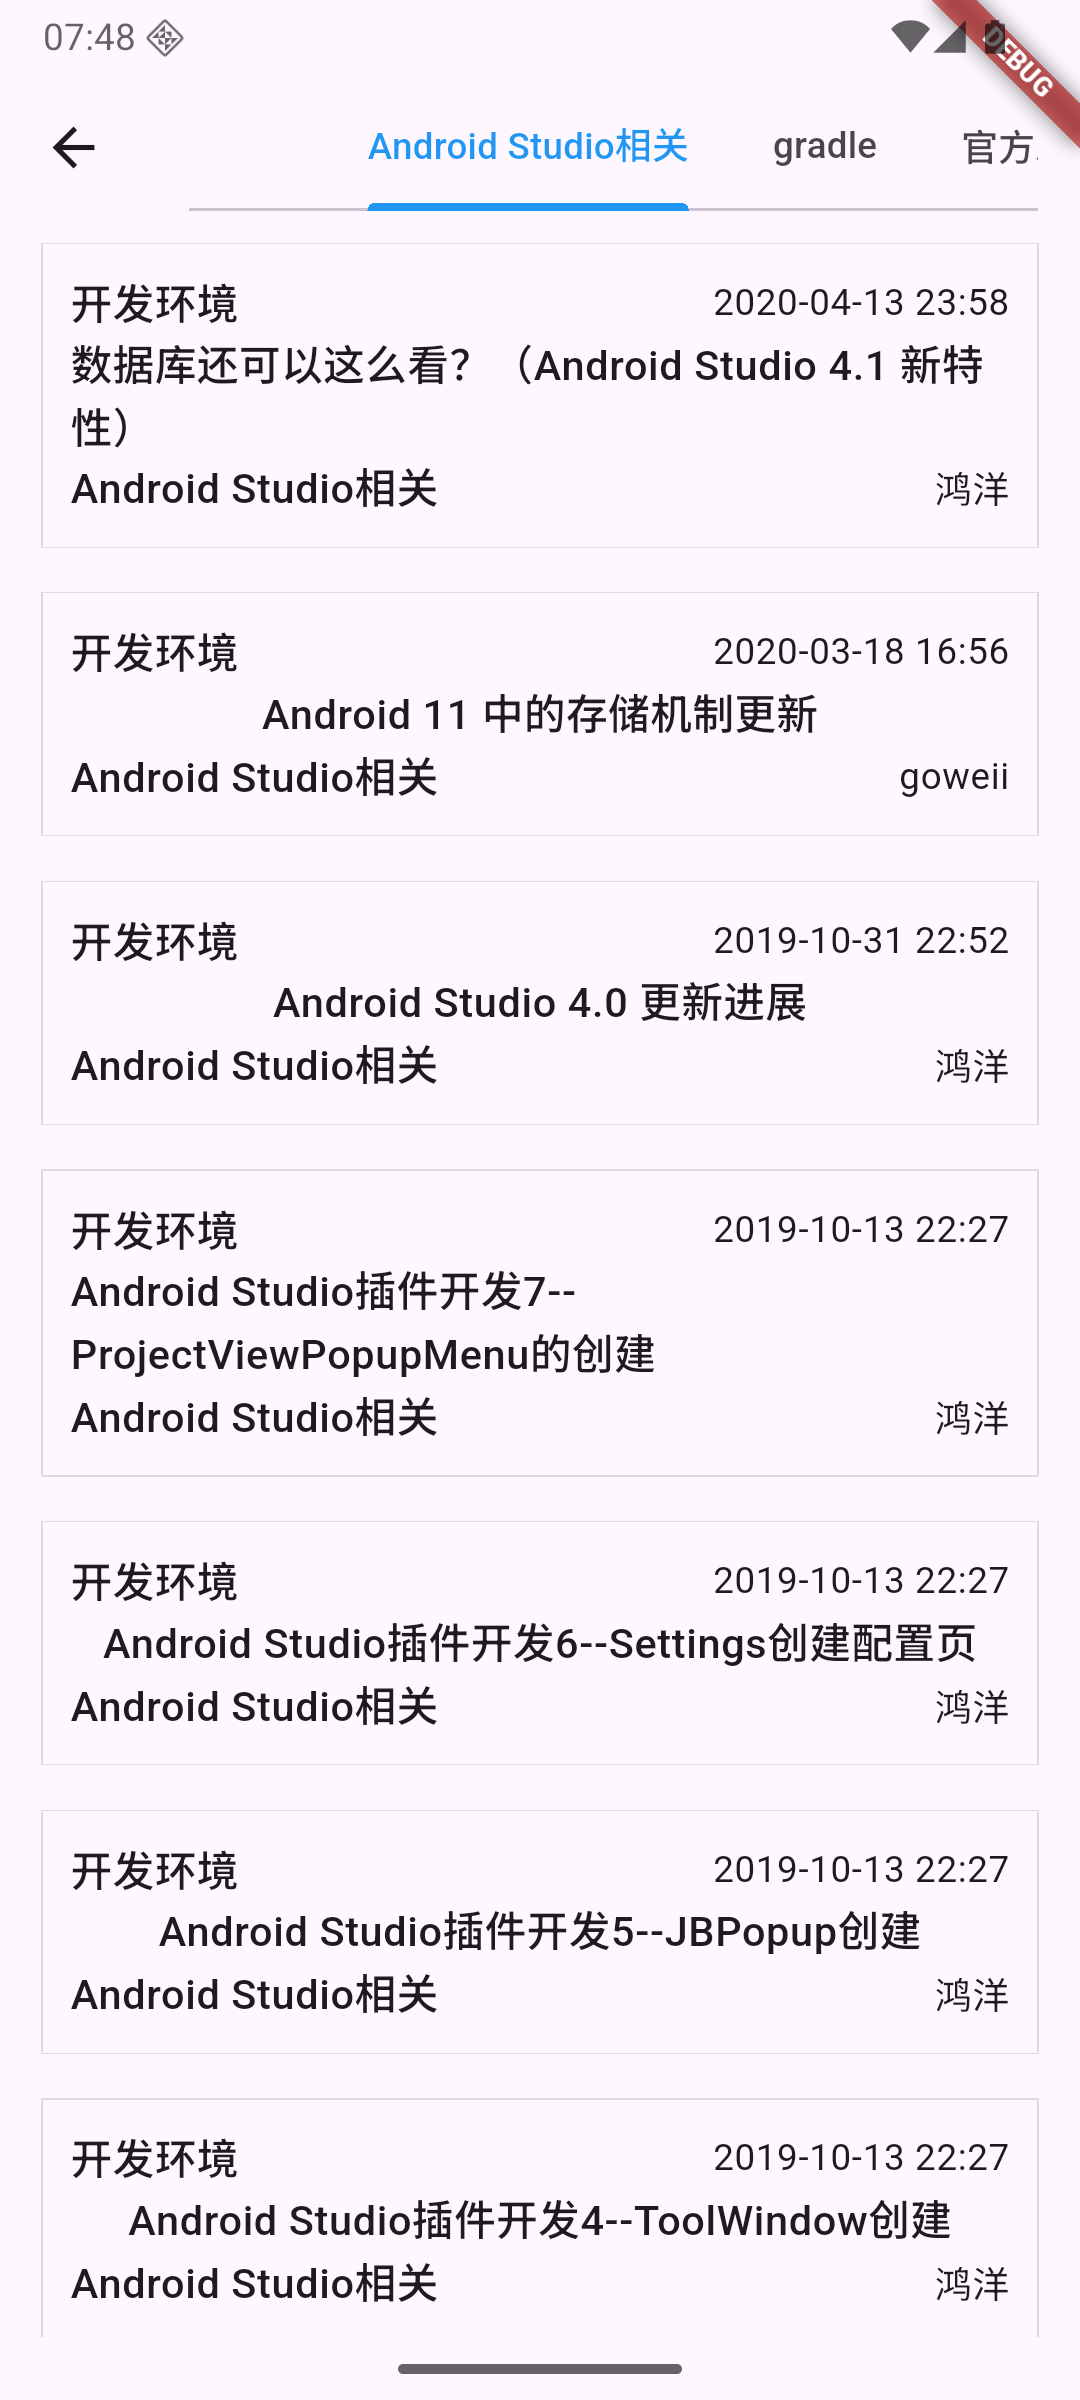 07:48
DEBUG
Android Studio相关 gradle 官方
开发环境 2020-04-13 23:58
数据库还可以这么看？（Android Studio 4.1 新特
性）
Android Studio相关 鸿洋
开发环境 2020-03-18 16:56
Android 11 中的存储机制更新
Android Studio相关 goweii
开发环境 2019-10-31 22:52
Android Studio 4.0 更新进展
Android Studio相关 鸿洋
开发环境 2019-10-13 22:27
Android Studio插件开发7--
ProjectViewPopupMenu的创建
Android Studio相关 鸿洋
开发环境 2019-10-13 22:27
Android Studio插件开发6--Settings创建配置页
Android Studio相关 鸿洋
开发环境 2019-10-13 22:27
Android Studio插件开发5--JBPopup创建
Android Studio相关 鸿洋
开发环境 2019-10-13 22:27
Android Studio插件开发4--ToolWindow创建
Android Studio相关 鸿洋